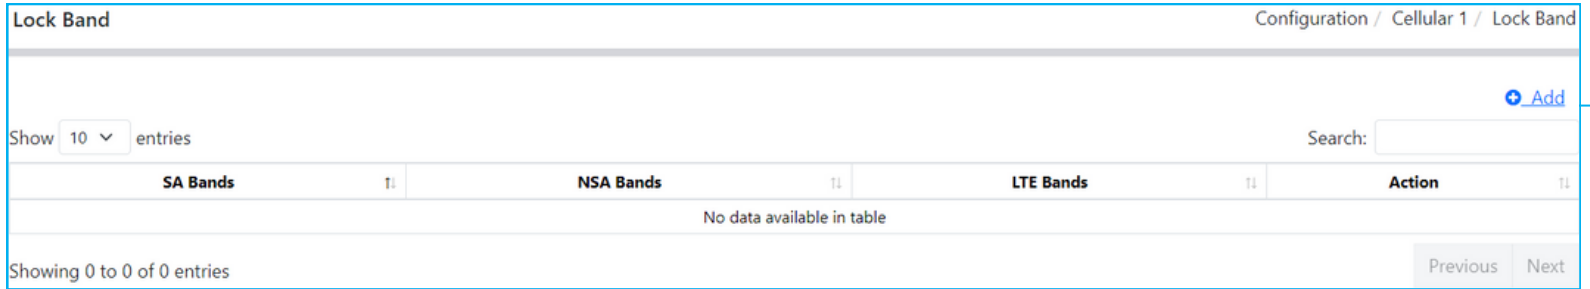 Lock Band Configuration / Cellular 1 / Lock Band
Add
Show 10 entries Search:
SA Bands NSA Bands LTE Bands Action
No data available in table
Showing 0 to 0 of 0 entries Previous Next